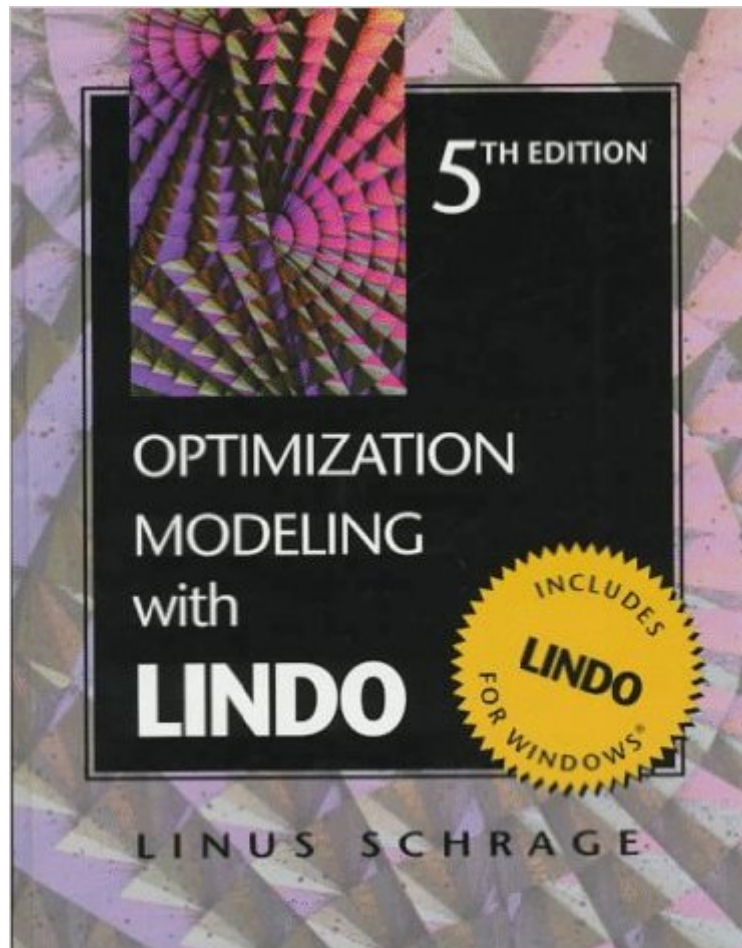 5TH EDITION
OPTIMIZATION
MODELING
with
LINDO
INCLUDES
LINDO
FOR WINDOWS®
LINUS SCHRAGE